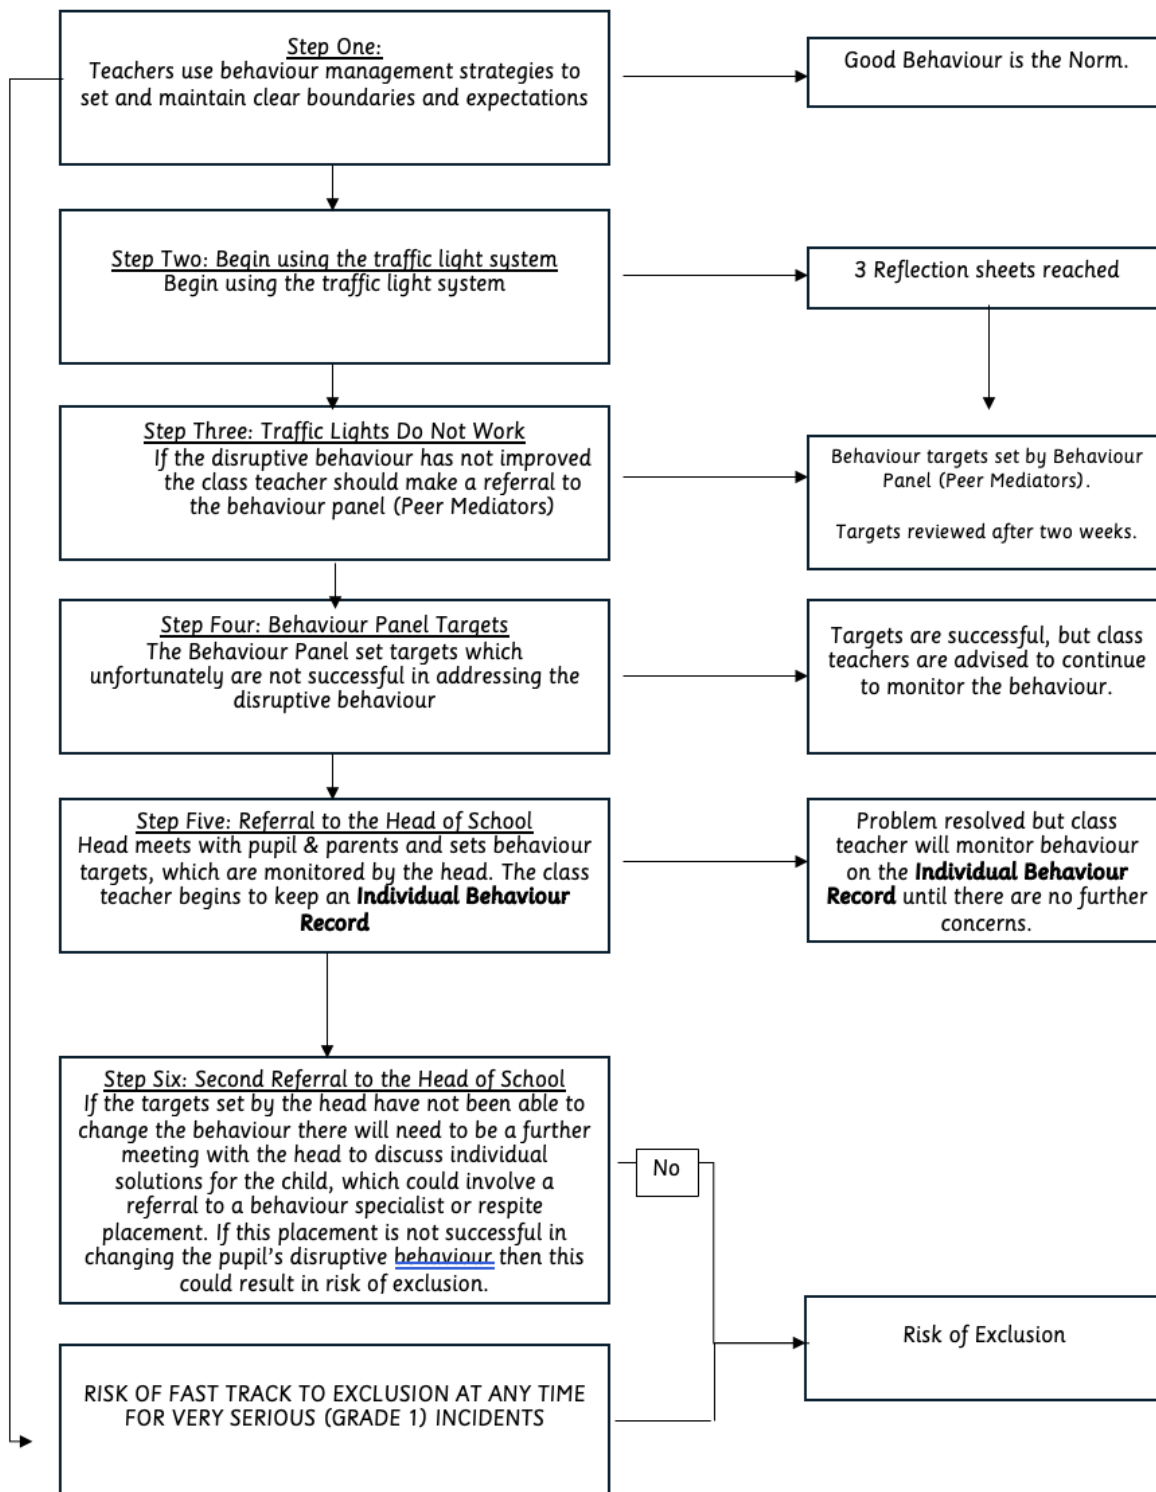 Step One:
Teachers use behaviour management strategies to
set and maintain clear boundaries and expectations
Good Behaviour is the Norm.
Step Two: Begin using the traffic light system
Begin using the traffic light system
3 Reflection sheets reached
Step Three: Traffic Lights Do Not Work
If the disruptive behaviour has not improved
the class teacher should make a referral to
the behaviour panel (Peer Mediators)
Behaviour targets set by Behaviour
Panel (Peer Mediators).
Targets reviewed after two weeks.
Step Four: Behaviour Panel Targets
The Behaviour Panel set targets which
unfortunately are not successful in addressing the
disruptive behaviour
Targets are successful, but class
teachers are advised to continue
to monitor the behaviour.
Step Five: Referral to the Head of School
Head meets with pupil & parents and sets behaviour
targets, which are monitored by the head. The class
teacher begins to keep an Individual Behaviour
Record
Problem resolved but class
teacher will monitor behaviour
on the Individual Behaviour
Record until there are no further
concerns.
Step Six: Second Referral to the Head of School
If the targets set by the head have not been able to
change the behaviour there will need to be a further
meeting with the head to discuss individual
solutions for the child, which could involve a
referral to a behaviour specialist or respite
placement. If this placement is not successful in
changing the pupil's disruptive behaviour then this
could result in risk of exclusion.
No
Risk of Exclusion
RISK OF FAST TRACK TO EXCLUSION AT ANY TIME
FOR VERY SERIOUS (GRADE 1) INCIDENTS